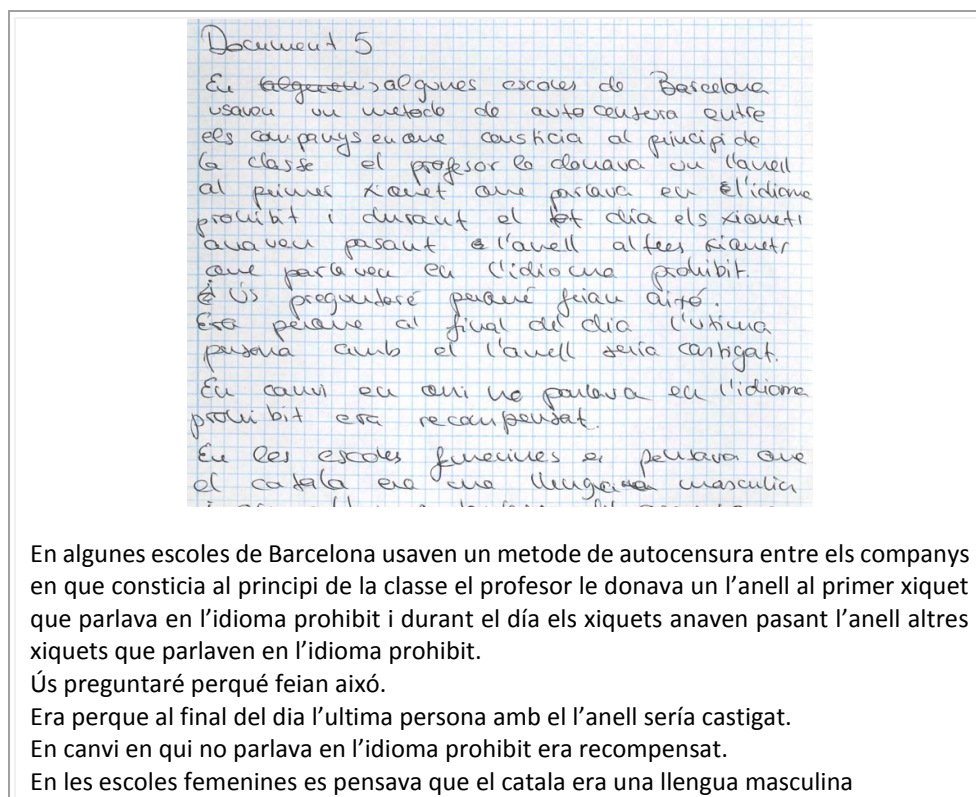 Document 5
En algunes escoles de Barcelona
usaven un metode de auto censura entre
els companys en que consticia al principi de
la classe el profesor le donava un l'anell
al primer xiquet que parlava en l'idioma
prohibit i durant el dia els xiquets
anaven pasant l'anell altres xiquets
que parlaven en l'idioma prohibit.
Ús preguntaré perqué feian aixó.
Era perque al final del dia l'ultima
persona amb el l'anell sería castigat.
En canvi en qui no parlava en l'idioma
prohibit era recompensat.
En les escoles femenines es pensava que
el catala era una llengua masculin
En algunes escoles de Barcelona usaven un metode de autocensura entre els companys
en que consticia al principi de la classe el profesor le donava un l’anell al primer xiquet
que parlava en l’idioma prohibit i durant el día els xiquets anaven pasant l’anell altres
xiquets que parlaven en l’idioma prohibit.
Ús preguntaré perqué feian aixó.
Era perque al final del dia l’ultima persona amb el l’anell sería castigat.
En canvi en qui no parlava en l’idioma prohibit era recompensat.
En les escoles femenines es pensava que el catala era una llengua masculina